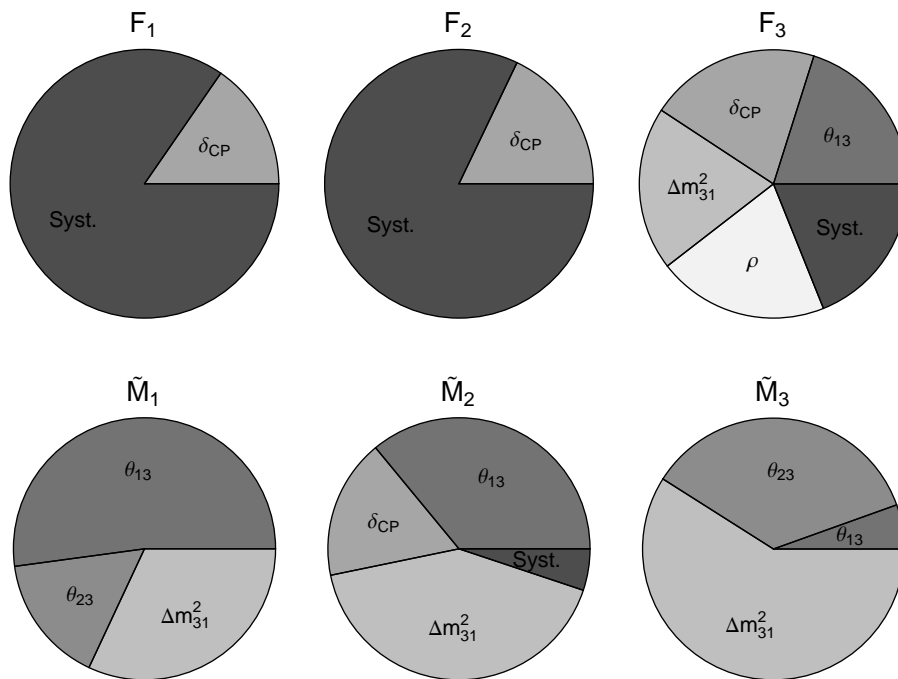 F₁ F₂ F₃
δCP
Syst.
δCP
Syst.
θ₁₃
δCP
Δm²₃₁
ρ
Syst.
M̃₁ M̃₂ M̃₃
θ₁₃
θ₂₃
Δm²₃₁
θ₁₃
δCP
Δm²₃₁
Syst.
θ₂₃
θ₁₃
Δm²₃₁